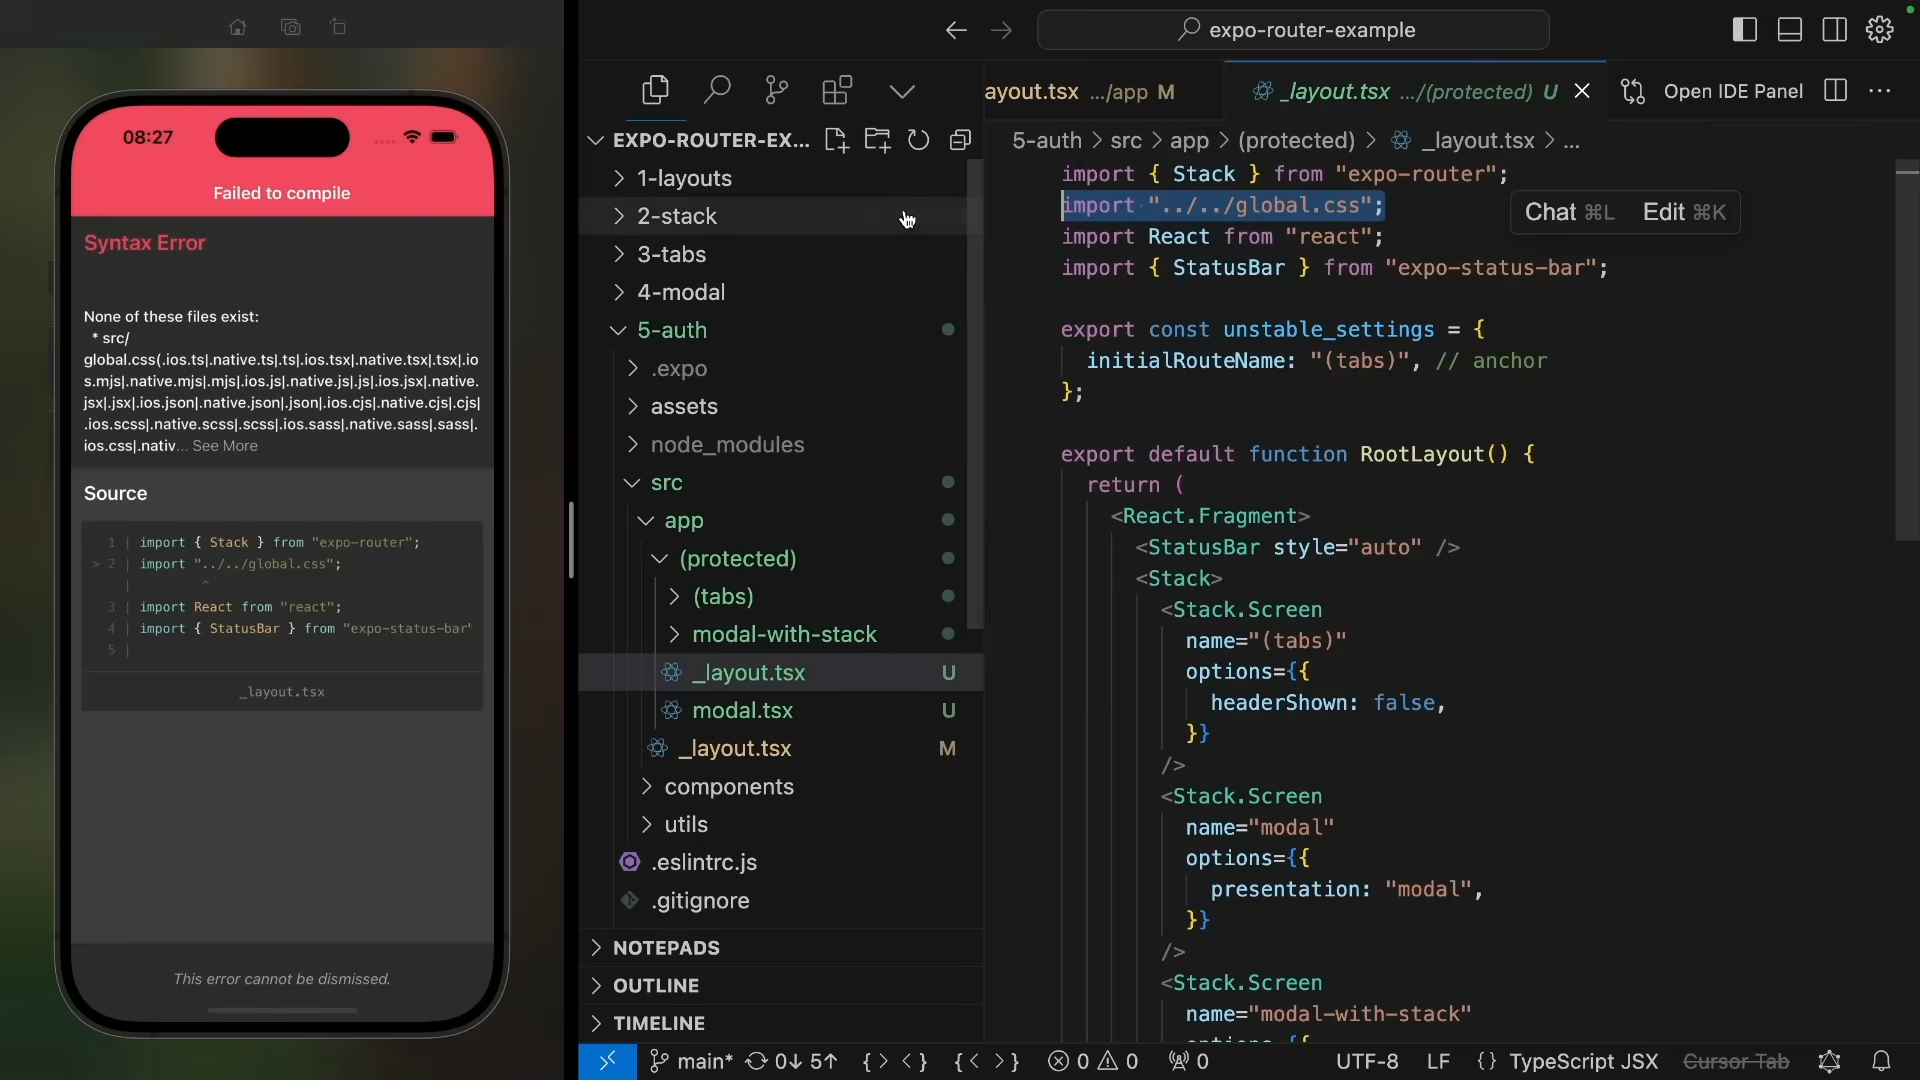 08:27
Failed to compile
Syntax Error
None of these files exist:
* src/
global.css(.ios.ts|.native.ts|.ts|.ios.tsx|.native.tsx|.tsx|.io
s.mjs|.native.mjs|.mjs|.ios.js|.native.js|.js|.ios.jsx|.native.
jsx|.jsx|.ios.json|.native.json|.json|.ios.cjs|.native.cjs|.cjs|
.ios.scss|.native.scss|.scss|.ios.sass|.native.sass|.sass|.
ios.css|.nativ... See More
Source
1 | import { Stack } from "expo-router";
> 2 | import "../../global.css";
| ^
3 | import React from "react";
4 | import { StatusBar } from "expo-status-bar"
5 |
_layout.tsx
This error cannot be dismissed.
expo-router-example
EXPO-ROUTER-EX...
1-layouts
2-stack
3-tabs
4-modal
5-auth
.expo
assets
node_modules
src
app
(protected)
(tabs)
modal-with-stack
_layout.tsx U
modal.tsx U
_layout.tsx M
components
utils
.eslintrc.js
.gitignore
NOTEPADS
OUTLINE
TIMELINE
ayout.tsx .../app M
_layout.tsx .../(protected) U
Open IDE Panel
5-auth > src > app > (protected) > _layout.tsx > ...
import { Stack } from "expo-router";
import "../../global.css";
Chat ⌘L Edit ⌘K
import React from "react";
import { StatusBar } from "expo-status-bar";
export const unstable_settings = {
initialRouteName: "(tabs)", // anchor
};
export default function RootLayout() {
return (
<React.Fragment>
<StatusBar style="auto" />
<Stack>
<Stack.Screen
name="(tabs)"
options={{
headerShown: false,
}}
/>
<Stack.Screen
name="modal"
options={{
presentation: "modal",
}}
/>
<Stack.Screen
name="modal-with-stack"
options={{
main* 0↓ 5↑ {> <} {< >} 0 0 0 UTF-8 LF {} TypeScript JSX Cursor Tab